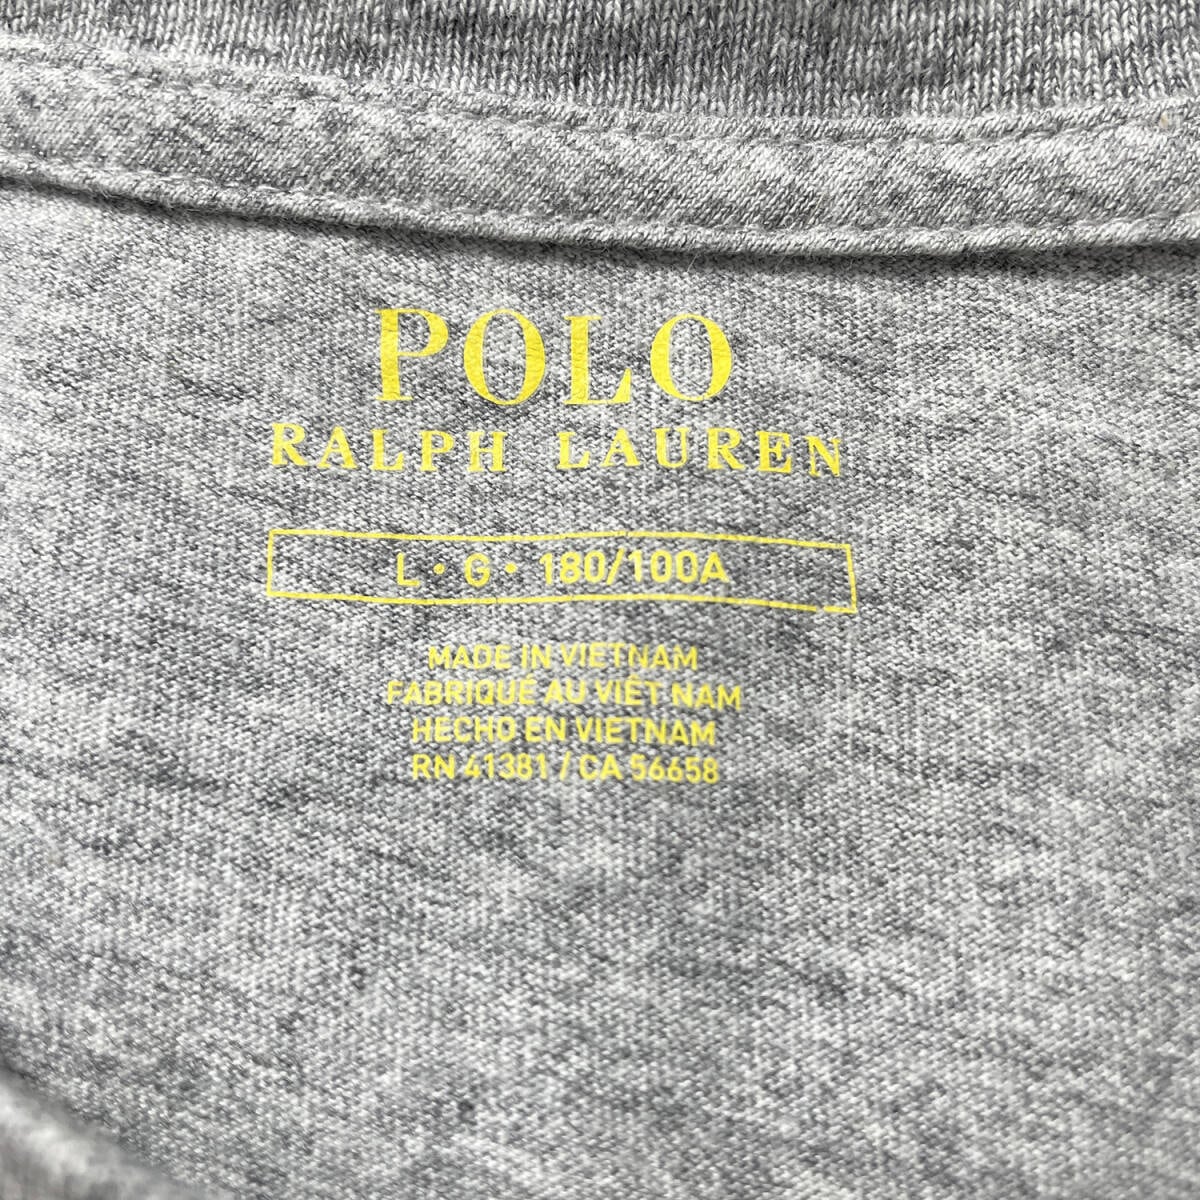 POLO
RALPH LAUREN
L • G • 180/100A
MADE IN VIETNAM
FABRIQUÉ AU VIÊT NAM
HECHO EN VIETNAM
RN 41381 / CA 56658